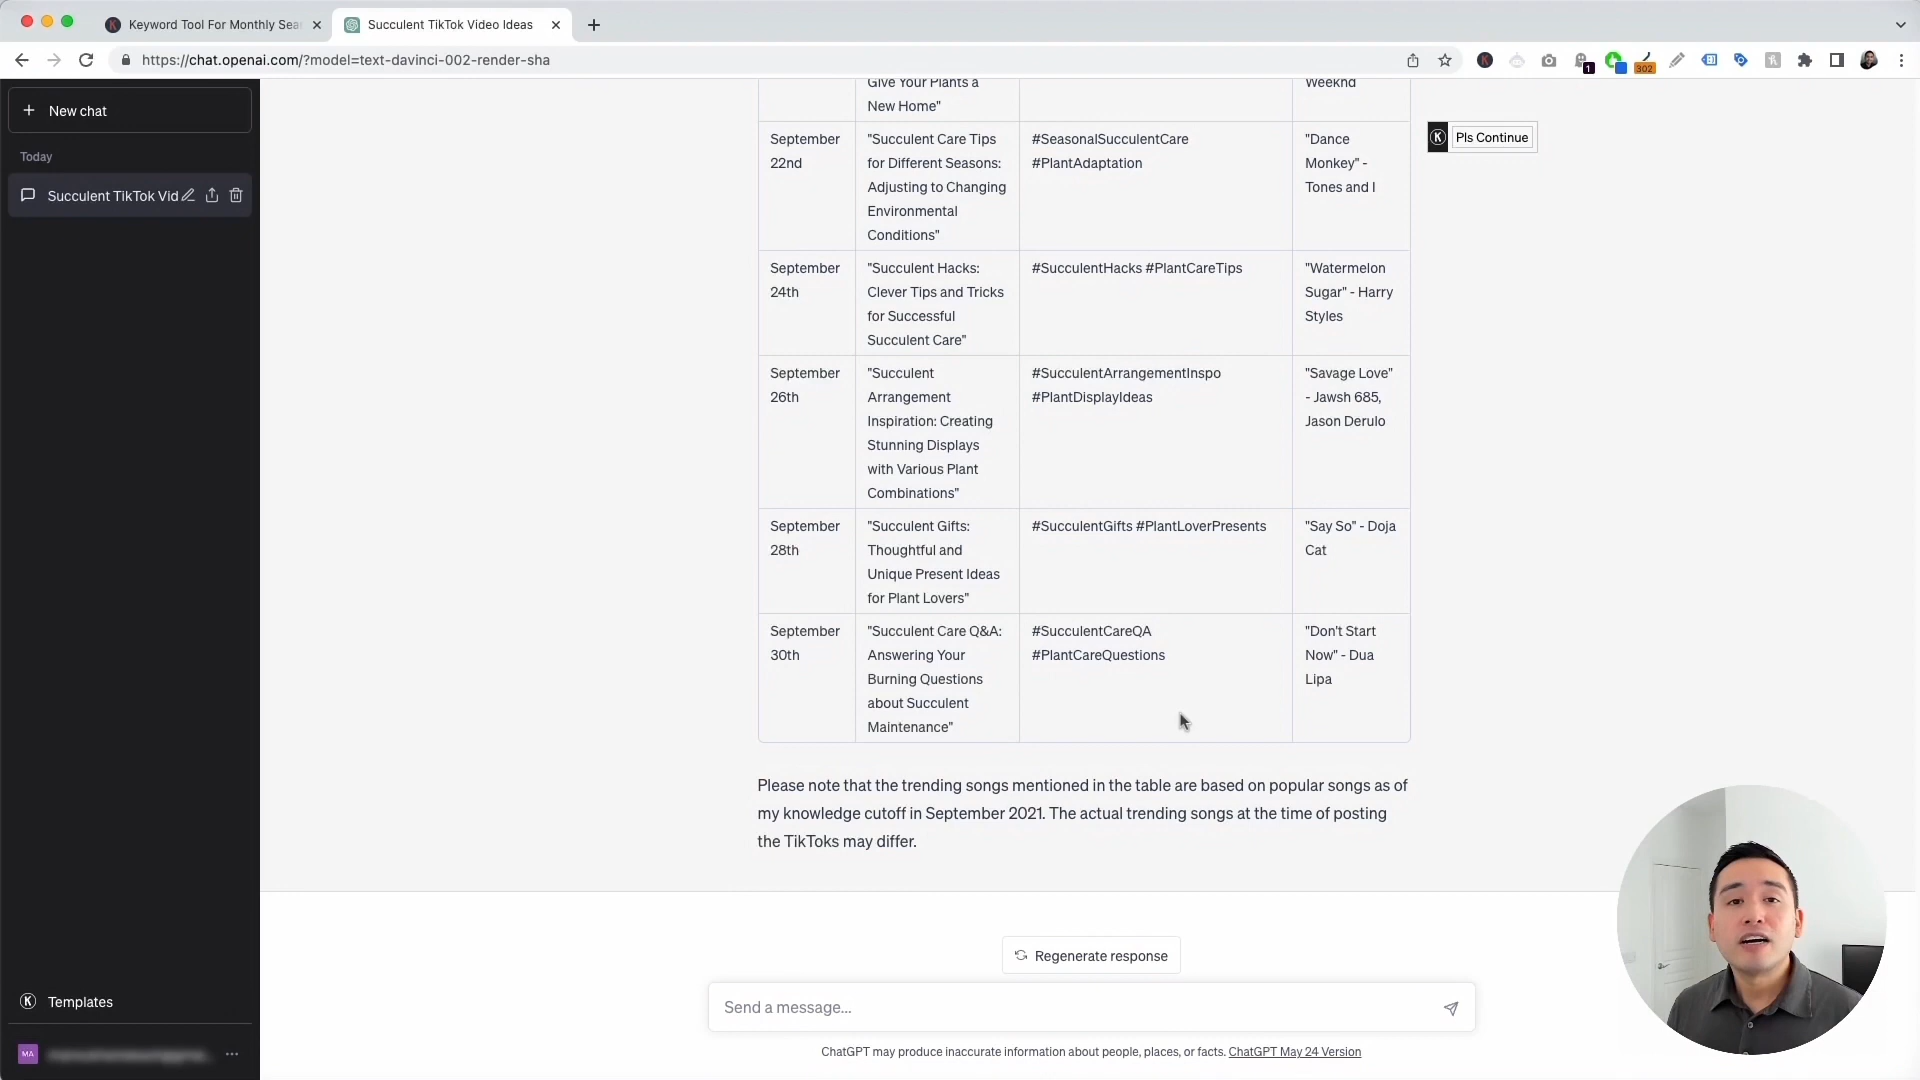 Keyword Tool For Monthly Sea
Succulent TikTok Video Ideas
https://chat.openai.com/?model=text-davinci-002-render-sha
1
302
New chat
Today
Succulent TikTok Vid
Give Your Plants a
New Home"
Weeknd
September
22nd
"Succulent Care Tips
for Different Seasons:
Adjusting to Changing
Environmental
Conditions"
#SeasonalSucculentCare
#PlantAdaptation
"Dance
Monkey" -
Tones and I
K Pls Continue
September
24th
"Succulent Hacks:
Clever Tips and Tricks
for Successful
Succulent Care"
#SucculentHacks #PlantCareTips
"Watermelon
Sugar" - Harry
Styles
September
26th
"Succulent
Arrangement
Inspiration: Creating
Stunning Displays
with Various Plant
Combinations"
#SucculentArrangementInspo
#PlantDisplayIdeas
"Savage Love"
- Jawsh 685,
Jason Derulo
September
28th
"Succulent Gifts:
Thoughtful and
Unique Present Ideas
for Plant Lovers"
#SucculentGifts #PlantLoverPresents
"Say So" - Doja
Cat
September
30th
"Succulent Care Q&A:
Answering Your
Burning Questions
about Succulent
Maintenance"
#SucculentCareQA
#PlantCareQuestions
"Don't Start
Now" - Dua
Lipa
Please note that the trending songs mentioned in the table are based on popular songs as of
my knowledge cutoff in September 2021. The actual trending songs at the time of posting
the TikToks may differ.
Regenerate response
Send a message...
ChatGPT may produce inaccurate information about people, places, or facts. ChatGPT May 24 Version
K Templates
MA